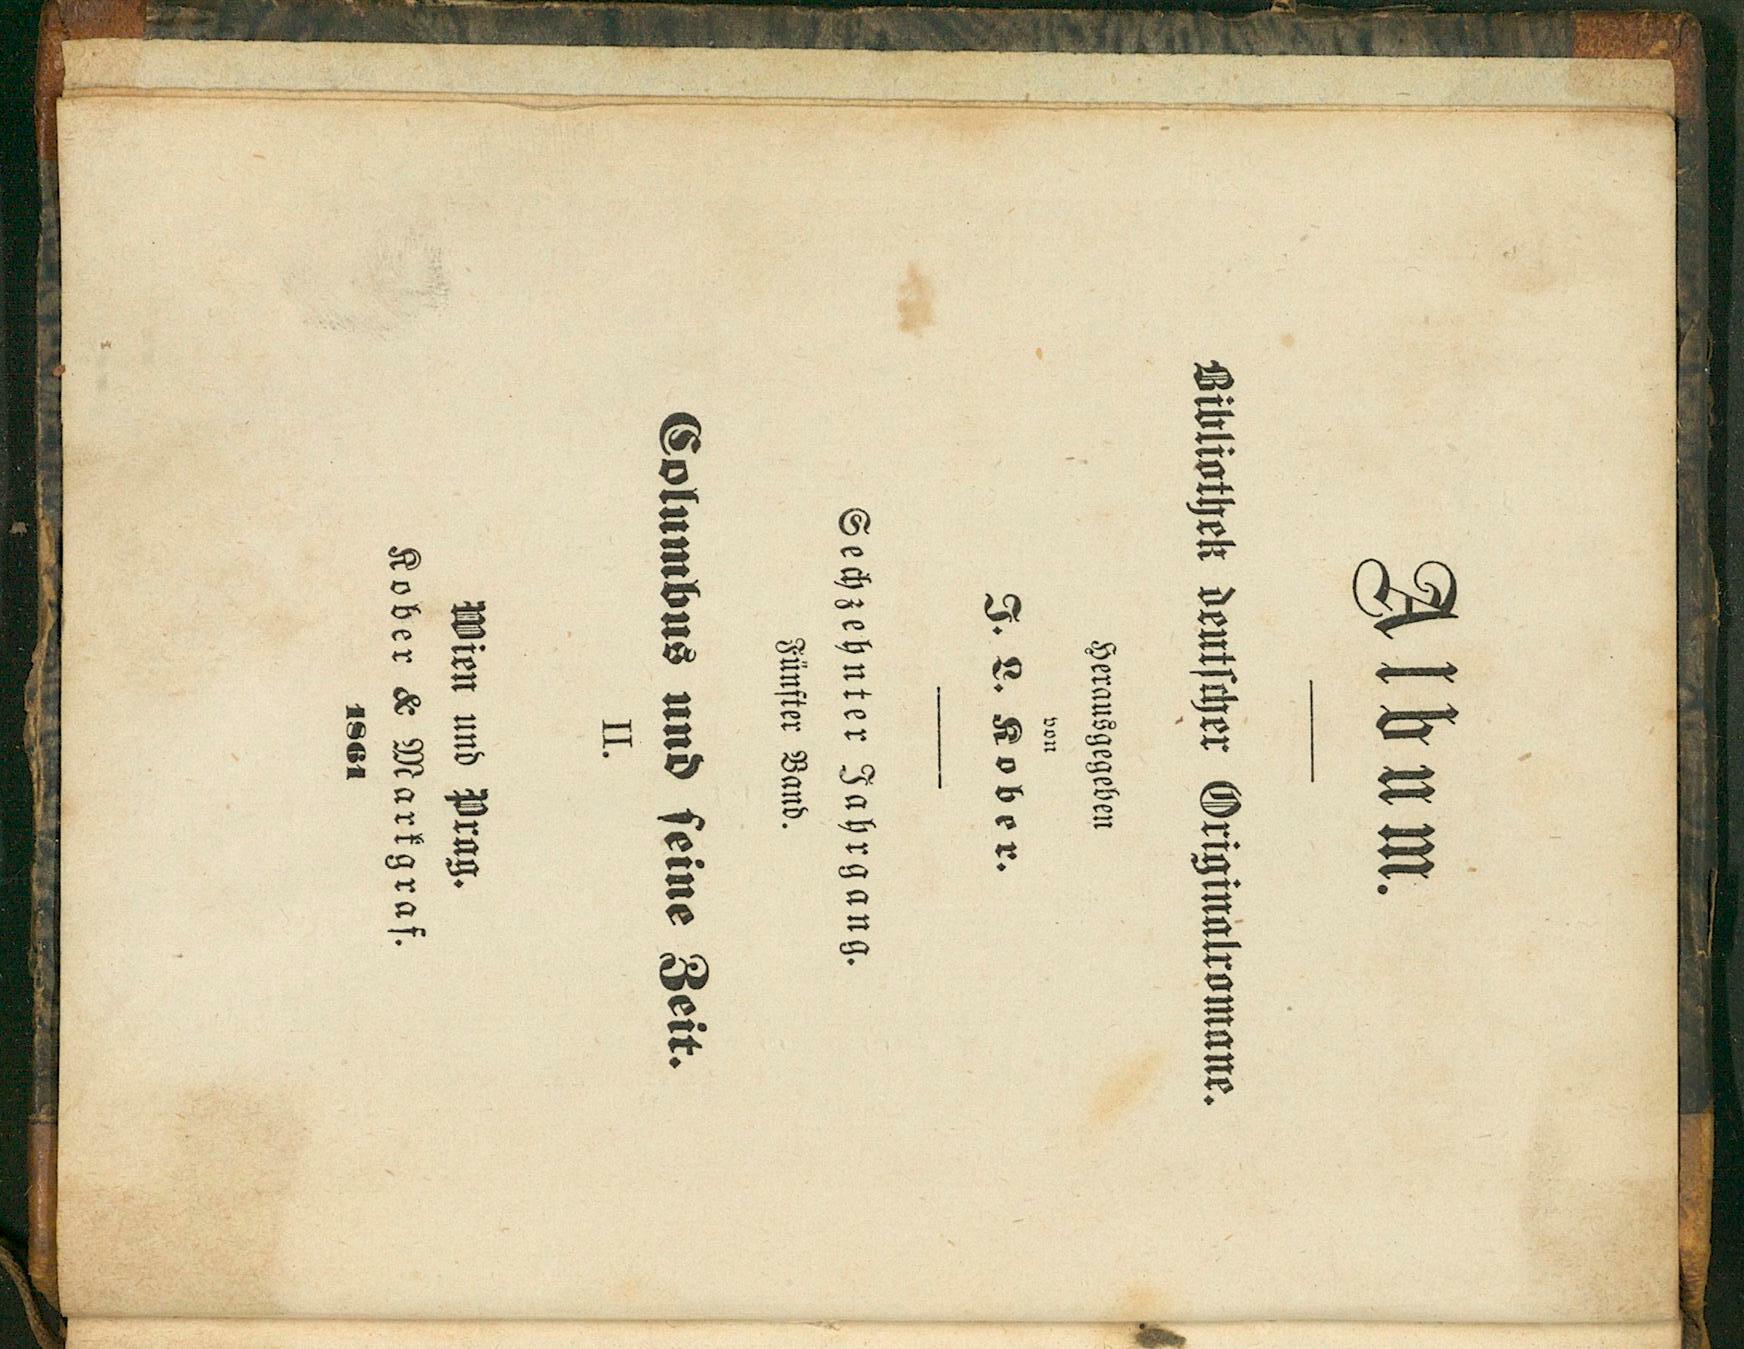 Album.
Bibliothek deutscher Originalromane.
Herausgegeben
von
J. L. Kober.
Sechzehnter Jahrgang.
Fünfter Band.
Columbus und seine Zeit.
II.
Wien und Prag.
Kober & Markgraf.
1861